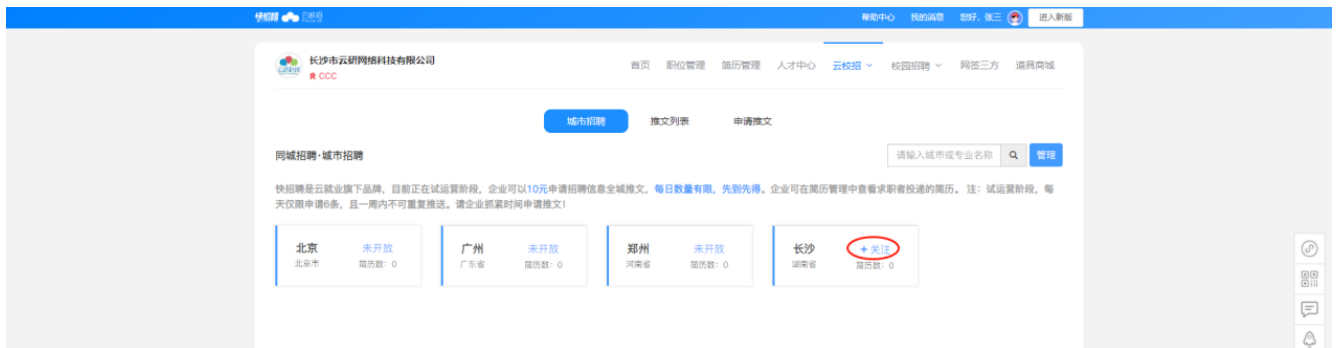 快招聘 云就业
帮助中心 我的消息 您好，张三 进入新版
长沙市云研网络科技有限公司
CCC
首页 职位管理 简历管理 人才中心 云校招 校园招聘 网签三方 道具商城
城市招聘 推文列表 申请推文
同城招聘·城市招聘
请输入城市或专业名称 管理
快招聘是云就业旗下品牌，目前正在试运营阶段，企业可以10元申请招聘信息全城推文，每日数量有限，先到先得。企业可在简历管理中查看求职者投递的简历。 注：试运营阶段，每
天仅限申请6条，且一周内不可重复推送。请企业抓紧时间申请推文！
北京 未开放 广州 未开放 郑州 未开放 长沙 +关注
北京市 简历数：0 广东省 简历数：0 河南省 简历数：0 湖南省 简历数：0